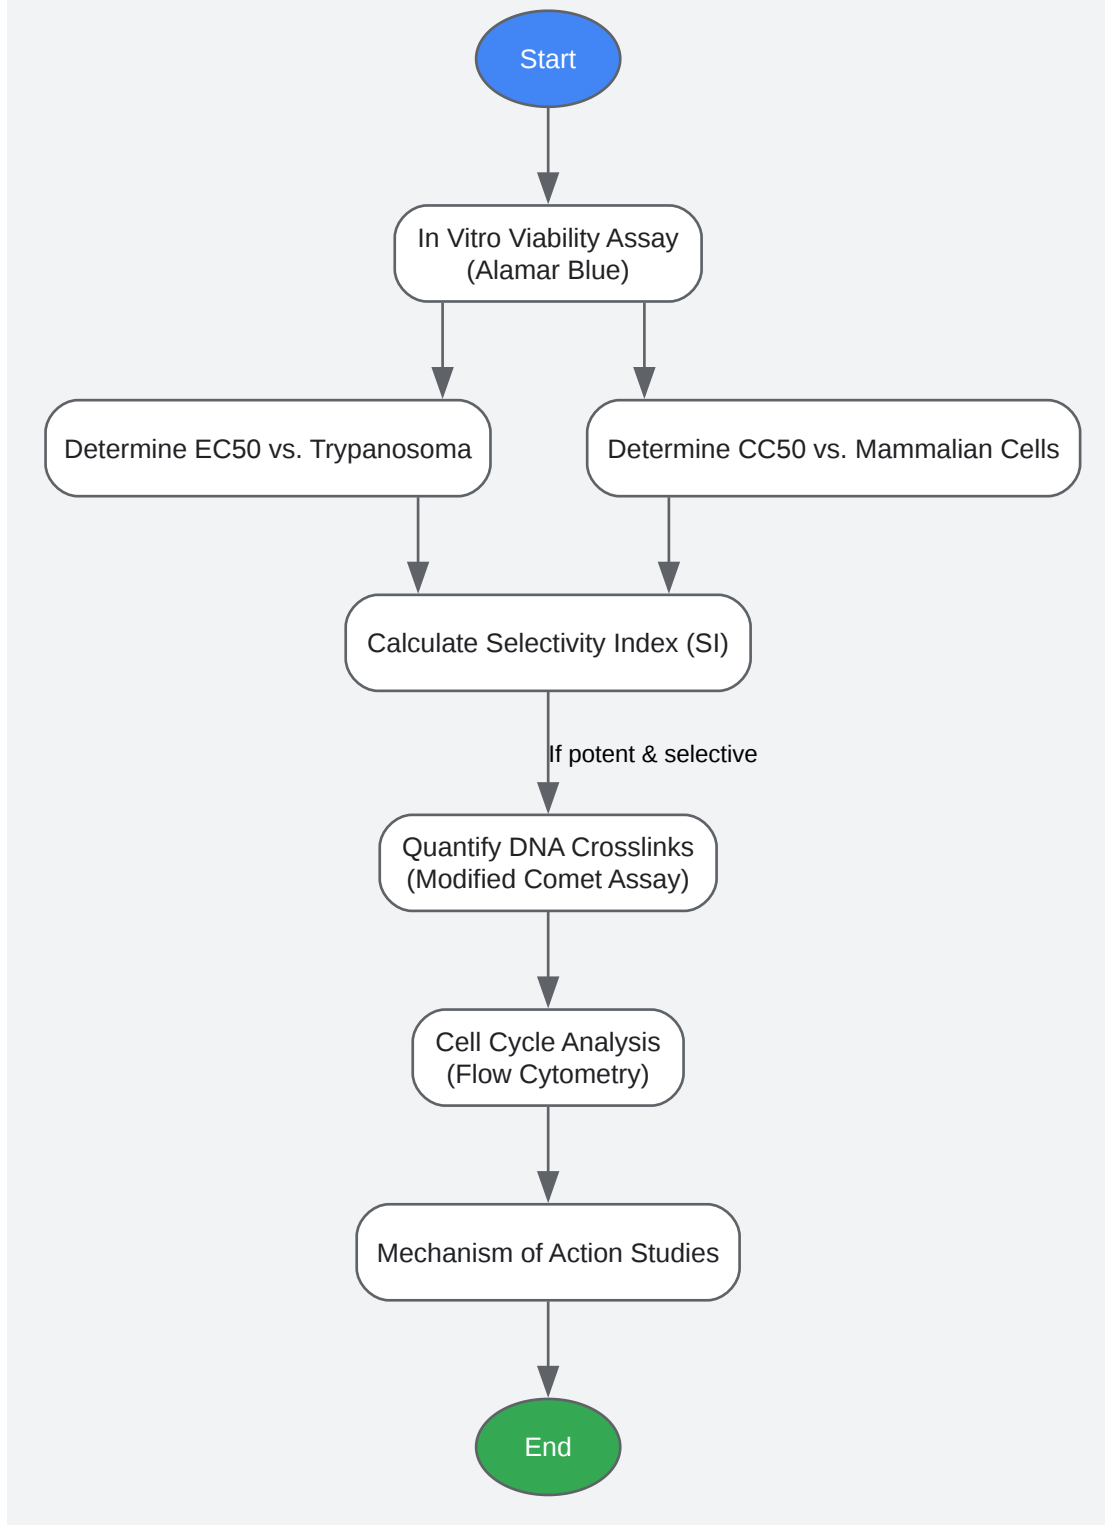 Start
In Vitro Viability Assay
(Alamar Blue)
Determine EC50 vs. Trypanosoma
Determine CC50 vs. Mammalian Cells
Calculate Selectivity Index (SI)
If potent & selective
Quantify DNA Crosslinks
(Modified Comet Assay)
Cell Cycle Analysis
(Flow Cytometry)
Mechanism of Action Studies
End